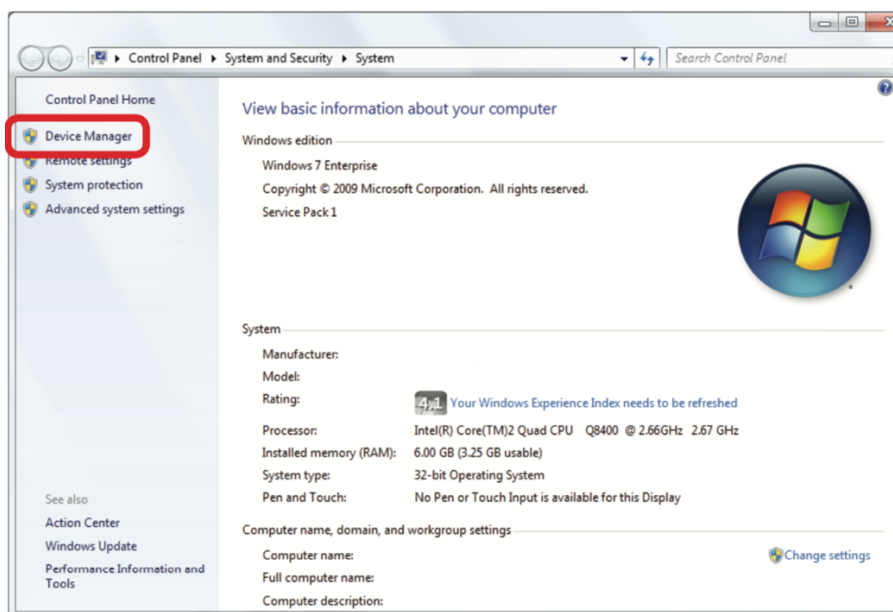 Control Panel ▸ System and Security ▸ System
Search Control Panel
Control Panel Home
Device Manager
Remote settings
System protection
Advanced system settings
See also
Action Center
Windows Update
Performance Information and
Tools
View basic information about your computer
Windows edition
Windows 7 Enterprise
Copyright © 2009 Microsoft Corporation. All rights reserved.
Service Pack 1
System
Manufacturer:
Model:
Rating: 4,1 Your Windows Experience Index needs to be refreshed
Processor: Intel(R) Core(TM)2 Quad CPU Q8400 @ 2.66GHz 2.67 GHz
Installed memory (RAM): 6.00 GB (3.25 GB usable)
System type: 32-bit Operating System
Pen and Touch: No Pen or Touch Input is available for this Display
Computer name, domain, and workgroup settings
Computer name: Change settings
Full computer name:
Computer description: